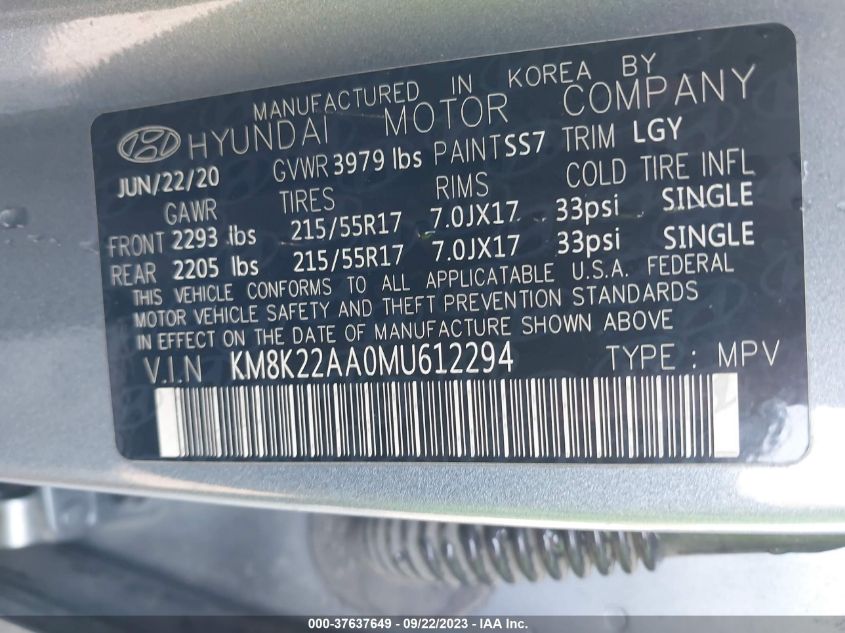 MANUFACTURED IN KOREA BY
HYUNDAI MOTOR COMPANY
JUN/22/20 GVWR 3979 lbs PAINT SS7 TRIM LGY
GAWR TIRES RIMS COLD TIRE INFL
FRONT 2293 lbs 215/55R17 7.0JX17 33psi SINGLE
REAR 2205 lbs 215/55R17 7.0JX17 33psi SINGLE
THIS VEHICLE CONFORMS TO ALL APPLICATABLE U.S.A. FEDERAL
MOTOR VEHICLE SAFETY AND THEFT PREVENTION STANDARDS
IN EFFECT ON THE DATE OF MANUFACTURE SHOWN ABOVE
V.I.N KM8K22AA0MU612294 TYPE : MPV
000-37637649 - 09/22/2023 - IAA Inc.